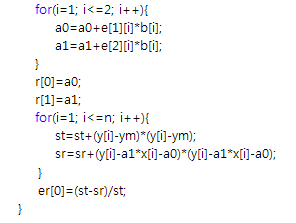 for(i=1; i<=2; i++){
a0=a0+e[1][i]*b[i];
a1=a1+e[2][i]*b[i];
}
r[0]=a0;
r[1]=a1;
for(i=1; i<=n; i++){
st=st+(y[i]-ym)*(y[i]-ym);
sr=sr+(y[i]-a1*x[i]-a0)*(y[i]-a1*x[i]-a0);
}
er[0]=(st-sr)/st;
}